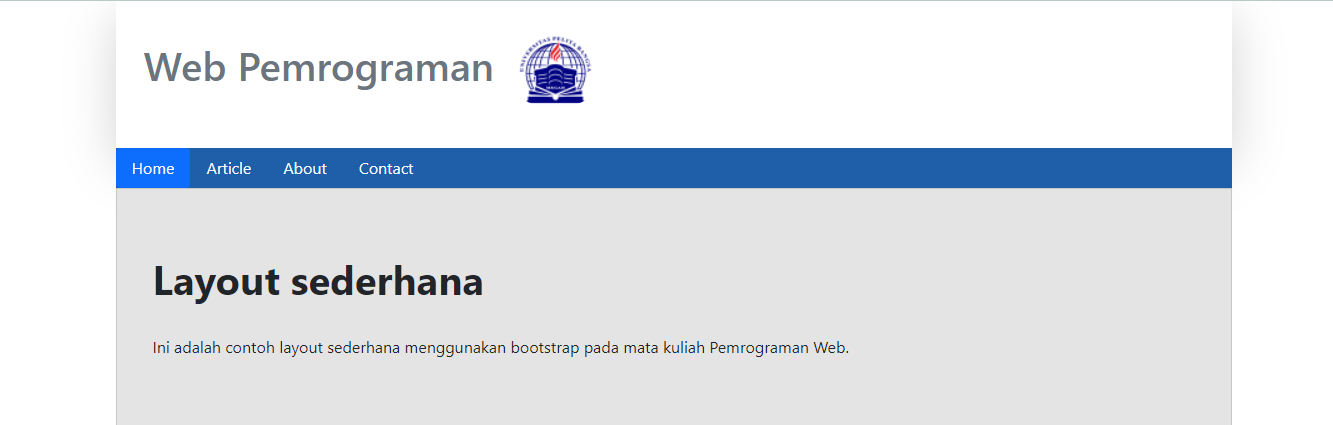 Web Pemrograman
UNIVERSITAS PELITA BANGSA
Home
Article
About
Contact
Layout sederhana
Ini adalah contoh layout sederhana menggunakan bootstrap pada mata kuliah Pemrograman Web.